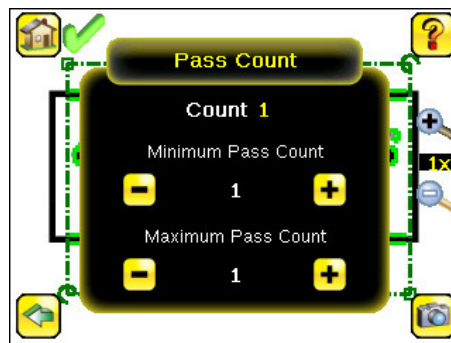 Pass Count
Count 1
Minimum Pass Count
- 1 +
1x
Maximum Pass Count
- 1 +